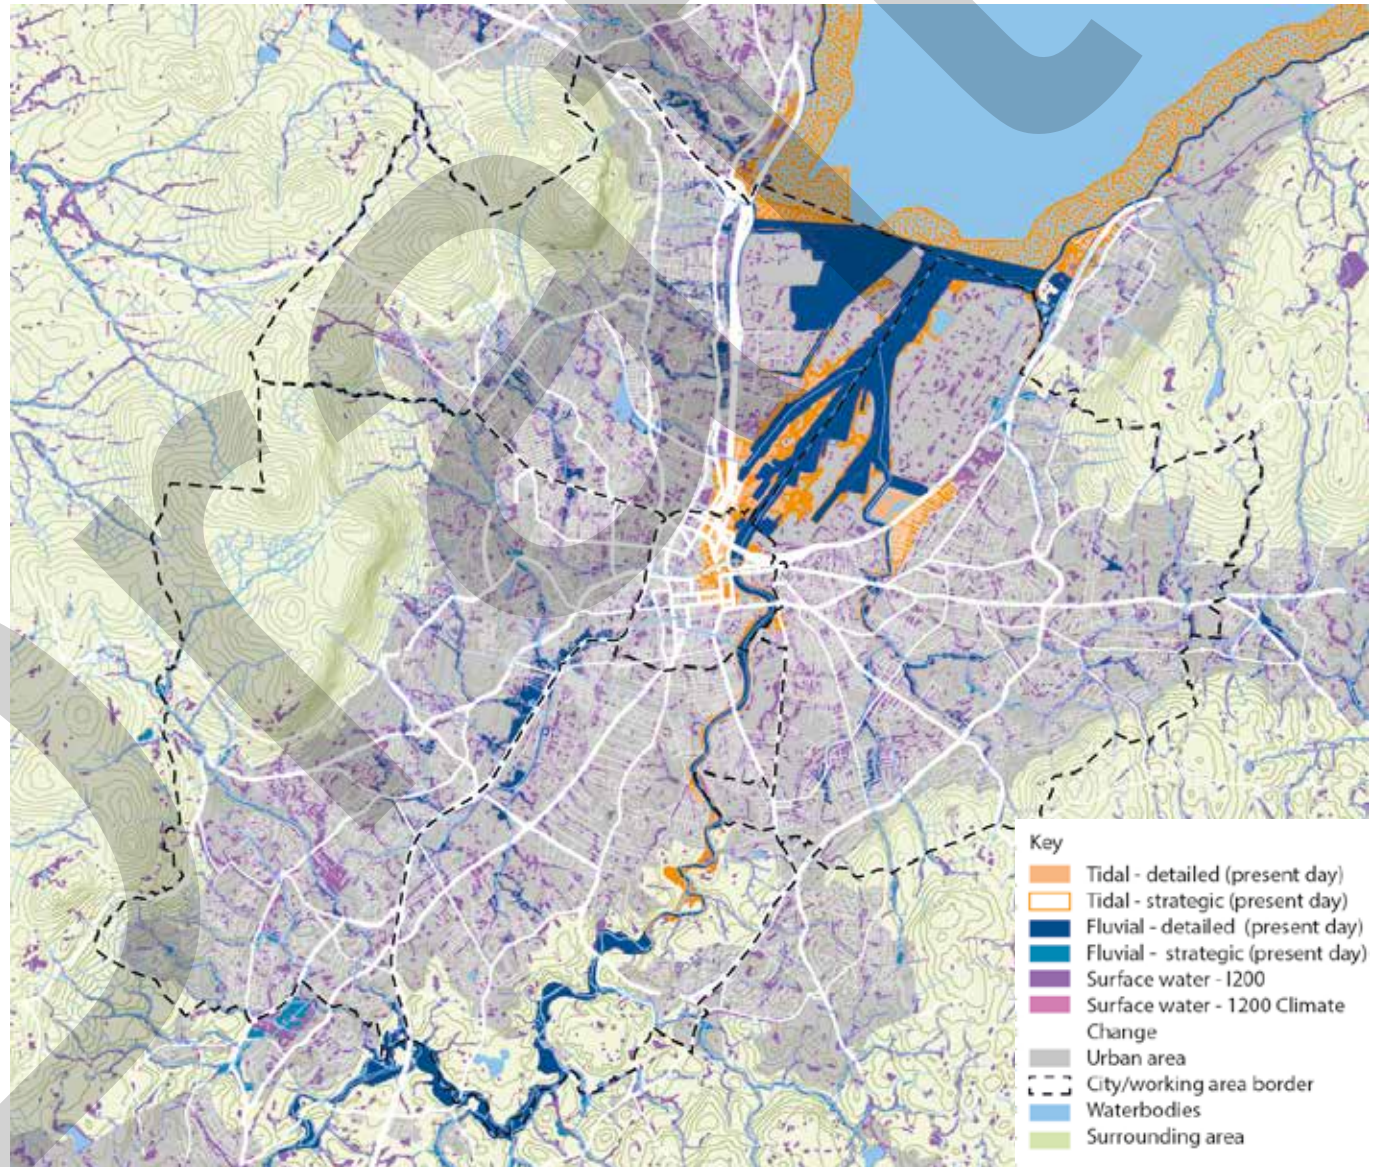 Key
Tidal - detailed (present day)
Tidal - strategic (present day)
Fluvial - detailed (present day)
Fluvial - strategic (present day)
Surface water - I200
Surface water - 1200 Climate
Change
Urban area
City/working area border
Waterbodies
Surrounding area